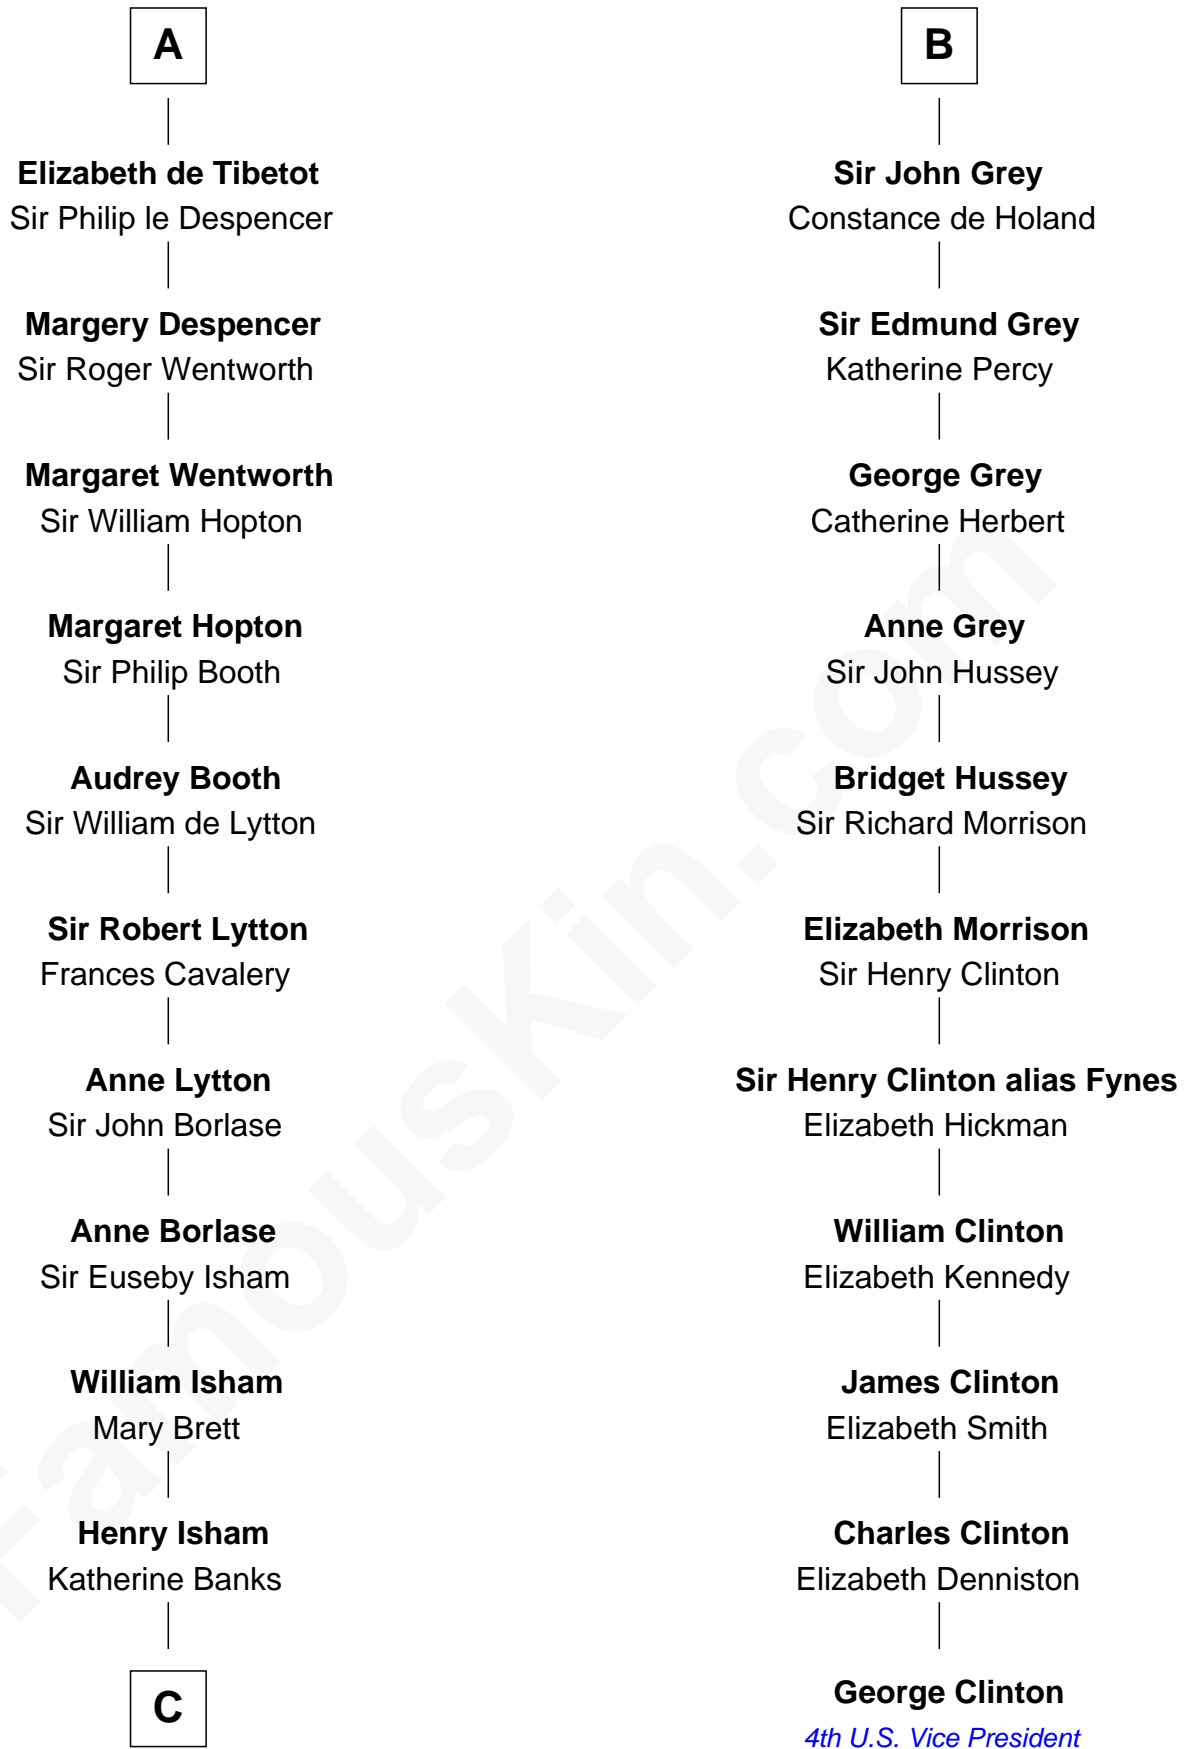 A
Elizabeth de Tibetot
Sir Philip le Despencer
Margery Despencer
Sir Roger Wentworth
Margaret Wentworth
Sir William Hopton
Margaret Hopton
Sir Philip Booth
Audrey Booth
Sir William de Lytton
Sir Robert Lytton
Frances Cavalery
Anne Lytton
Sir John Borlase
Anne Borlase
Sir Euseby Isham
William Isham
Mary Brett
Henry Isham
Katherine Banks
C
B
Sir John Grey
Constance de Holand
Sir Edmund Grey
Katherine Percy
George Grey
Catherine Herbert
Anne Grey
Sir John Hussey
Bridget Hussey
Sir Richard Morrison
Elizabeth Morrison
Sir Henry Clinton
Sir Henry Clinton alias Fynes
Elizabeth Hickman
William Clinton
Elizabeth Kennedy
James Clinton
Elizabeth Smith
Charles Clinton
Elizabeth Denniston
George Clinton
4th U.S. Vice President
FamousKin.com